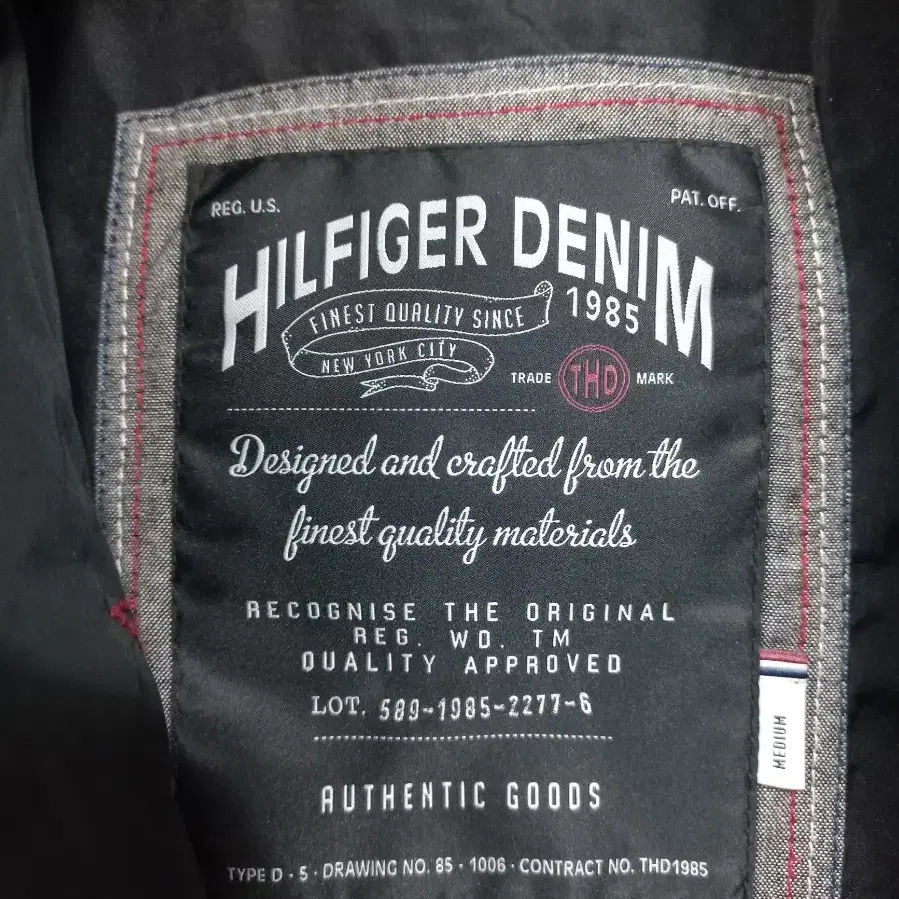 REG. U.S. PAT. OFF.
HILFIGER DENIM
FINEST QUALITY SINCE 1985
NEW YORK CITY
TRADE THD MARK
Designed and crafted from the
finest quality materials
RECOGNISE THE ORIGINAL
REG. WD. TM
QUALITY APPROVED
LOT. 589-1985-2277-6
MEDIUM
AUTHENTIC GOODS
TYPE D · 5 · DRAWING NO. 85 · 1006 · CONTRACT NO. THD1985